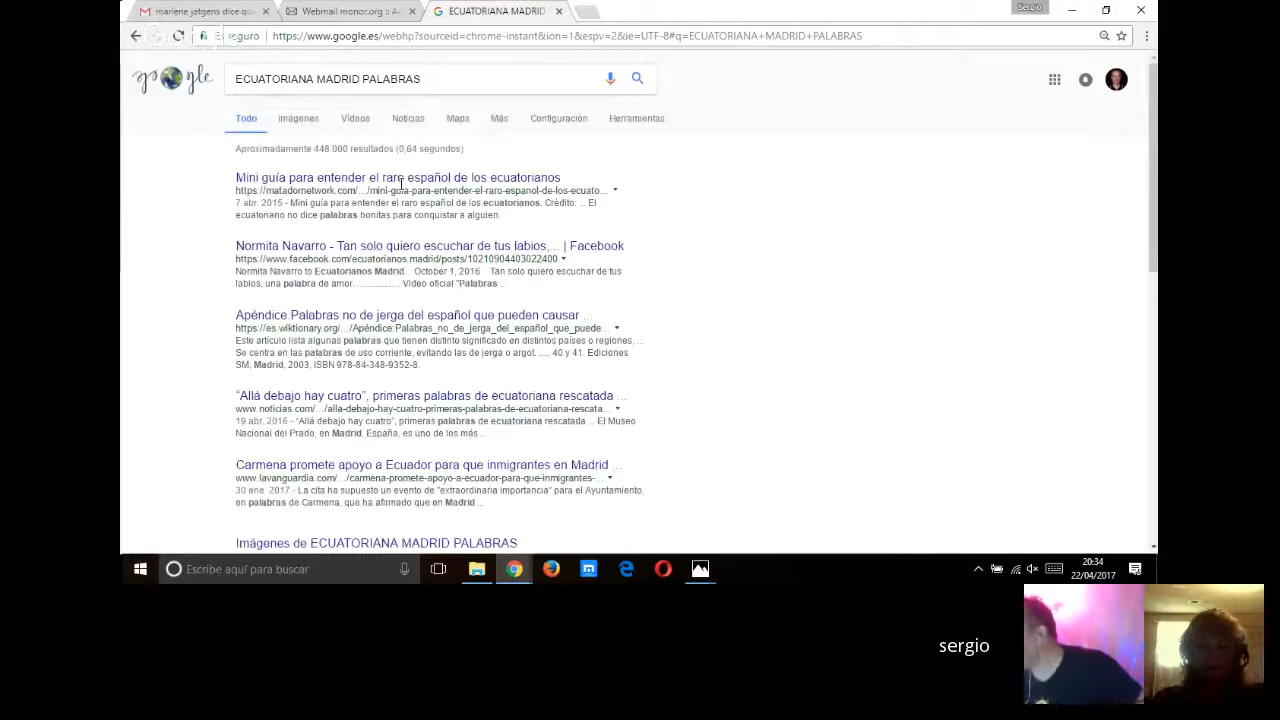 marlene jatgens dice que
Webmail monor.org :: A
ECUATORIANA MADRID
Sergio
Es seguro
https://www.google.es/webhp?sourceid=chrome-instant&ion=1&espv=2&ie=UTF-8#q=ECUATORIANA+MADRID+PALABRAS
Google
ECUATORIANA MADRID PALABRAS
Todo Imágenes Vídeos Noticias Maps Más Configuración Herramientas
Aproximadamente 448.000 resultados (0,64 segundos)
Mini guía para entender el raro español de los ecuatorianos
https://matadornetwork.com/.../mini-guia-para-entender-el-raro-espanol-de-los-ecuato...
7 abr. 2015 - Mini guía para entender el raro español de los ecuatorianos. Crédito: ... El
ecuatoriano no dice palabras bonitas para conquistar a alguien.
Normita Navarro - Tan solo quiero escuchar de tus labios,... | Facebook
https://www.facebook.com/ecuatorianos.madrid/posts/10210904403022400
Normita Navarro to Ecuatorianos Madrid. October 1, 2016 Tan solo quiero escuchar de tus
labios, una palabra de amor.................... Video oficial "Palabras ...
Apéndice:Palabras no de jerga del español que pueden causar ...
https://es.wiktionary.org/.../Apéndice:Palabras_no_de_jerga_del_español_que_puede...
Este artículo lista algunas palabras que tienen distinto significado en distintos países o regiones, ...
Se centra en las palabras de uso corriente, evitando las de jerga o argot. ..... 40 y 41, Ediciones
SM, Madrid, 2003, ISBN 978-84-348-9352-8.
“Allá debajo hay cuatro”, primeras palabras de ecuatoriana rescatada ...
www.noticias.com/.../alla-debajo-hay-cuatro-primeras-palabras-de-ecuatoriana-rescata...
19 abr. 2016 - “Allá debajo hay cuatro”, primeras palabras de ecuatoriana rescatada ... El Museo
Nacional del Prado, en Madrid, España, es uno de los más ...
Carmena promete apoyo a Ecuador para que inmigrantes en Madrid ...
www.lavanguardia.com/.../carmena-promete-apoyo-a-ecuador-para-que-inmigrantes-...
30 ene. 2017 - La cita ha supuesto un evento de "extraordinaria importancia" para el Ayuntamiento,
en palabras de Carmena, que ha afirmado que en Madrid ...
Imágenes de ECUATORIANA MADRID PALABRAS
Escribe aquí para buscar
20:34
22/04/2017
sergio